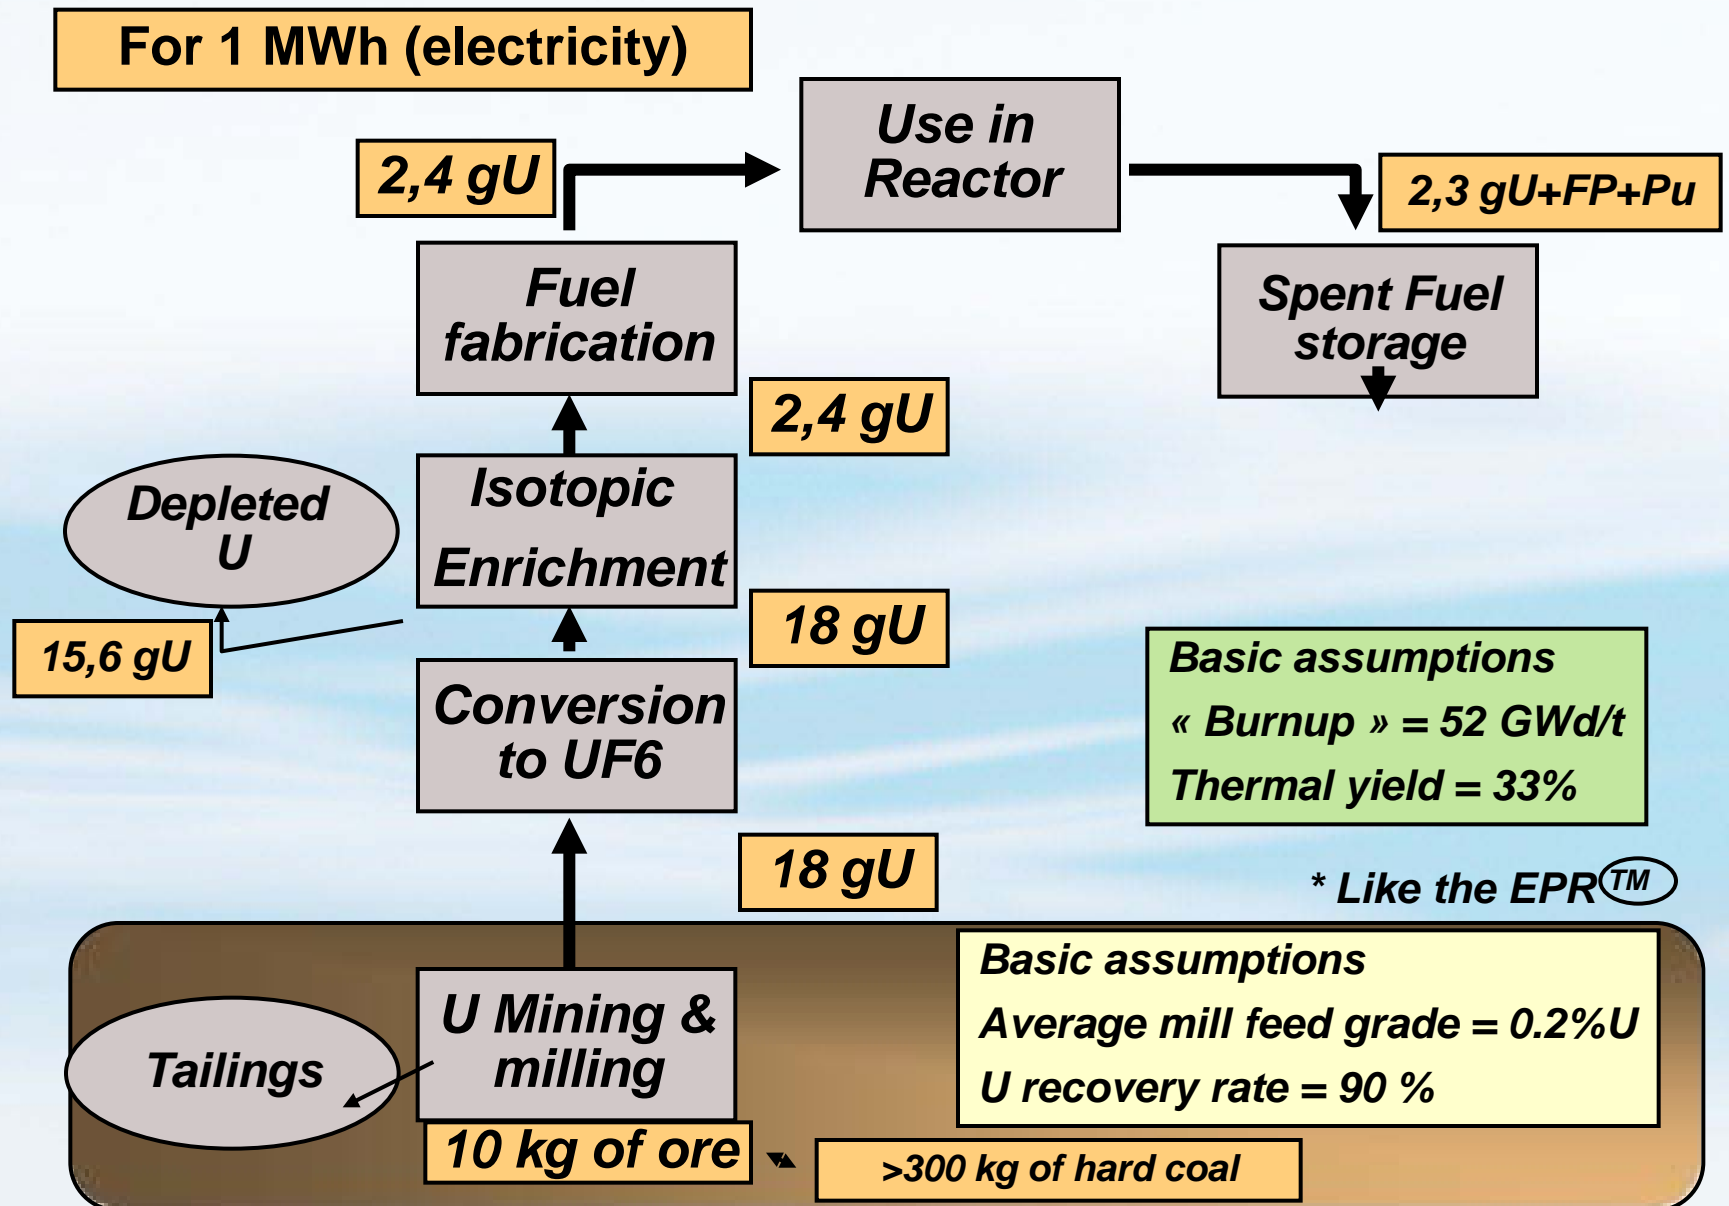 For 1 MWh (electricity)
Use in
Reactor
2,4 gU
2,3 gU+FP+Pu
Fuel
fabrication
Spent Fuel
storage
2,4 gU
Depleted
U
Isotopic
Enrichment
18 gU
15,6 gU
Conversion
to UF6
Basic assumptions
« Burnup » = 52 GWd/t
Thermal yield = 33%
18 gU
* Like the EPR TM
U Mining &
milling
Tailings
Basic assumptions
Average mill feed grade = 0.2%U
U recovery rate = 90 %
10 kg of ore
>300 kg of hard coal